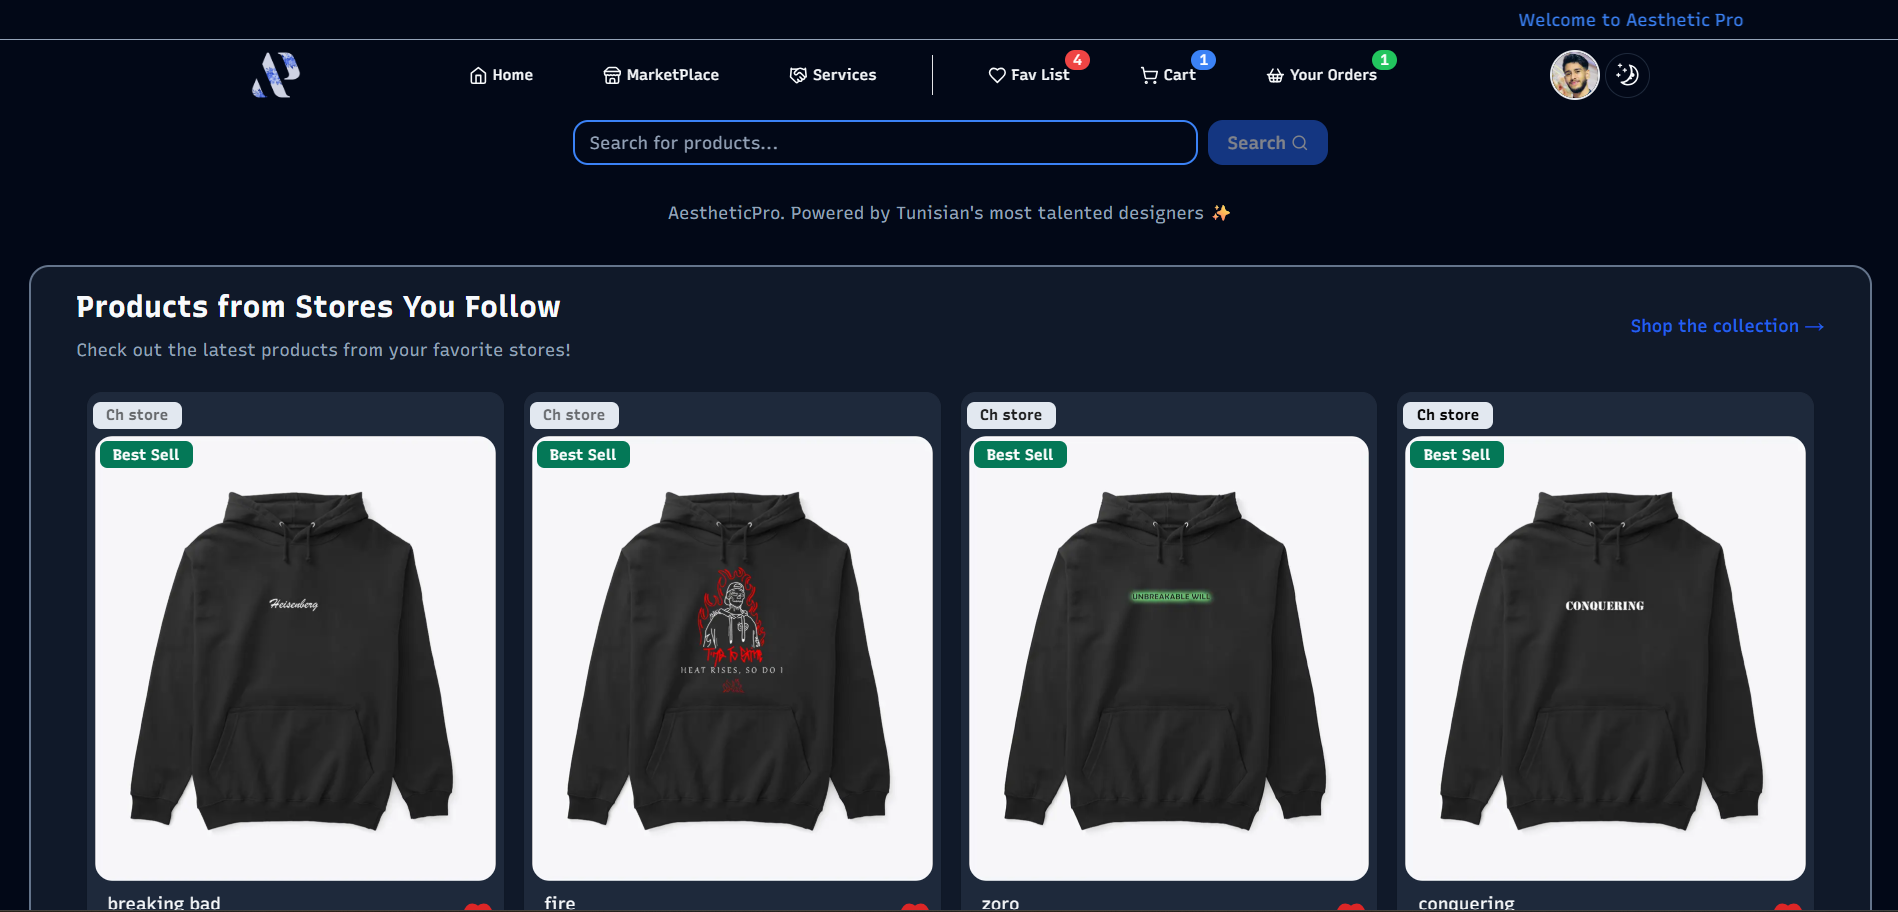 Welcome to Aesthetic Pro
Home
MarketPlace
Services
Fav List
4
Cart
1
Your Orders
1
Search for products...
Search
AestheticPro. Powered by Tunisian's most talented designers ✨
Products from Stores You Follow
Check out the latest products from your favorite stores!
Shop the collection →
Ch store
Best Sell
Heisenberg
breaking bad
Ch store
Best Sell
HEAT RISES, SO DO I
fire
Ch store
Best Sell
UNBREAKABLE WILL
zoro
Ch store
Best Sell
CONQUERING
conquering